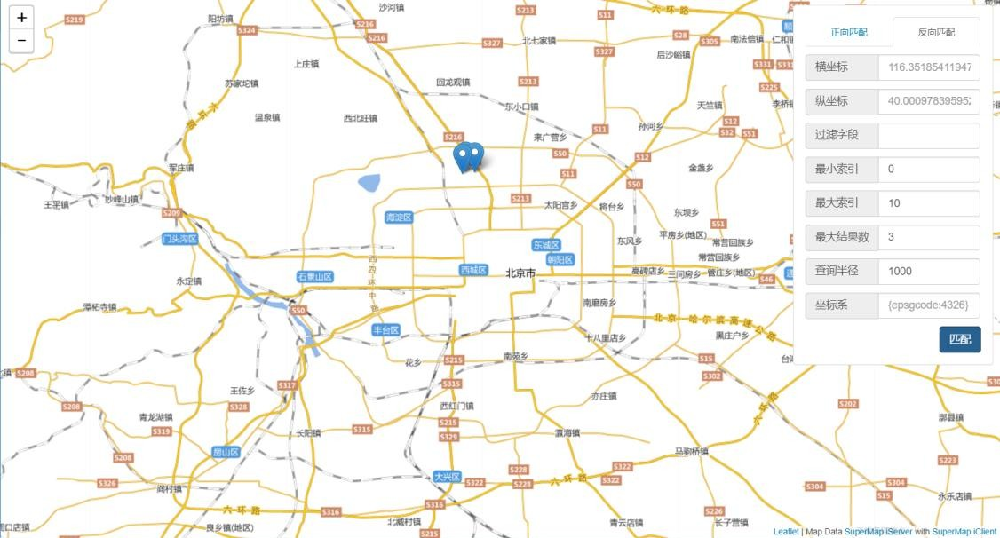 +
−
S219
阳坊镇
S324
沙河镇
S216
S216
S213
S11
六环路
S327
北七家镇
S327
S28
S305
南法信镇
仁和镇
后沙峪镇
上庄镇
S331
S331
苏家坨镇
回龙观镇
S213
S225
六环路
温泉镇
西北旺镇
东小口镇
天竺镇
李桥镇
S12
S32
S51
孙河乡
S11
S216
来广营乡
S50
S12
军庄镇
S11
金盏乡
S50
王平镇
妙峰山镇
S209
S213
太阳宫乡
将台乡
东坝乡
海淀区
S51
门头沟区
东风乡
平房乡(地区)
常营回族乡
东城区
朝阳区
常营回族乡
西四环中路
西城区
北京市
高碑店乡
三间房乡
管庄乡(地区)
S46
石景山区
永定镇
潭柘寺镇
S50
南磨房乡
北京-哈尔滨高速公路
丰台区
十八里店乡
黑庄户乡
花乡
S215
南苑乡
S15
S302
S208
S317
S315
王佐乡
S328
亦庄镇
六环路
S208
西红门镇
S202
青龙湖镇
S319
长阳镇
S315
S215
S329
瀛海镇
漷县镇
房山区
S208
马驹桥镇
S223
S326
阎村镇
大兴区
S322
S228
S228
六环路
S322
S322
S304
S304
S15
永乐店镇
六环路
S316
S316
S226
良乡镇(地区)
北臧村镇
S215
青云店镇
长子营镇
正向匹配
反向匹配
横坐标
116.35185411947
纵坐标
40.000978395952
过滤字段
最小索引
0
最大索引
10
最大结果数
3
查询半径
1000
坐标系
{epsgcode:4326}
匹配
Leaflet | Map Data SuperMap iServer with SuperMap iClient